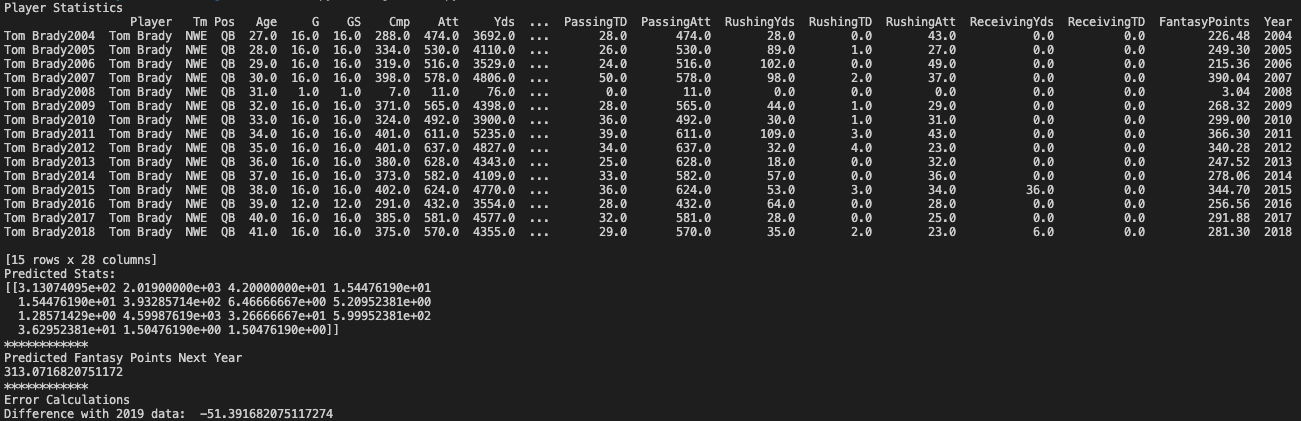 Player Statistics
Player Tm Pos Age G GS Cmp Att Yds ... PassingTD PassingAtt RushingYds RushingTD RushingAtt ReceivingYds ReceivingTD FantasyPoints Year
Tom Brady2004 Tom Brady NWE QB 27.0 16.0 16.0 288.0 474.0 3692.0 ... 28.0 474.0 28.0 0.0 43.0 0.0 0.0 226.48 2004
Tom Brady2005 Tom Brady NWE QB 28.0 16.0 16.0 334.0 530.0 4110.0 ... 26.0 530.0 89.0 1.0 27.0 0.0 0.0 249.30 2005
Tom Brady2006 Tom Brady NWE QB 29.0 16.0 16.0 319.0 516.0 3529.0 ... 24.0 516.0 102.0 0.0 49.0 0.0 0.0 215.36 2006
Tom Brady2007 Tom Brady NWE QB 30.0 16.0 16.0 398.0 578.0 4806.0 ... 50.0 578.0 98.0 2.0 37.0 0.0 0.0 390.04 2007
Tom Brady2008 Tom Brady NWE QB 31.0 1.0 1.0 7.0 11.0 76.0 ... 0.0 11.0 0.0 0.0 0.0 0.0 0.0 3.04 2008
Tom Brady2009 Tom Brady NWE QB 32.0 16.0 16.0 371.0 565.0 4398.0 ... 28.0 565.0 44.0 1.0 29.0 0.0 0.0 268.32 2009
Tom Brady2010 Tom Brady NWE QB 33.0 16.0 16.0 324.0 492.0 3900.0 ... 36.0 492.0 30.0 1.0 31.0 0.0 0.0 299.00 2010
Tom Brady2011 Tom Brady NWE QB 34.0 16.0 16.0 401.0 611.0 5235.0 ... 39.0 611.0 109.0 3.0 43.0 0.0 0.0 366.30 2011
Tom Brady2012 Tom Brady NWE QB 35.0 16.0 16.0 401.0 637.0 4827.0 ... 34.0 637.0 32.0 4.0 23.0 0.0 0.0 340.28 2012
Tom Brady2013 Tom Brady NWE QB 36.0 16.0 16.0 380.0 628.0 4343.0 ... 25.0 628.0 18.0 0.0 32.0 0.0 0.0 247.52 2013
Tom Brady2014 Tom Brady NWE QB 37.0 16.0 16.0 373.0 582.0 4109.0 ... 33.0 582.0 57.0 0.0 36.0 0.0 0.0 278.06 2014
Tom Brady2015 Tom Brady NWE QB 38.0 16.0 16.0 402.0 624.0 4770.0 ... 36.0 624.0 53.0 3.0 34.0 36.0 0.0 344.70 2015
Tom Brady2016 Tom Brady NWE QB 39.0 12.0 12.0 291.0 432.0 3554.0 ... 28.0 432.0 64.0 0.0 28.0 0.0 0.0 256.56 2016
Tom Brady2017 Tom Brady NWE QB 40.0 16.0 16.0 385.0 581.0 4577.0 ... 32.0 581.0 28.0 0.0 25.0 0.0 0.0 291.88 2017
Tom Brady2018 Tom Brady NWE QB 41.0 16.0 16.0 375.0 570.0 4355.0 ... 29.0 570.0 35.0 2.0 23.0 6.0 0.0 281.30 2018
[15 rows x 28 columns]
Predicted Stats:
[[3.13074095e+02 2.01900000e+03 4.20000000e+01 1.54476190e+01
1.54476190e+01 3.93285714e+02 6.46666667e+00 5.20952381e+00
1.28571429e+00 4.59987619e+03 3.26666667e+01 5.99952381e+02
3.62952381e+01 1.50476190e+00 1.50476190e+00]]
************
Predicted Fantasy Points Next Year
313.0716820751172
************
Error Calculations
Difference with 2019 data: -51.391682075117274